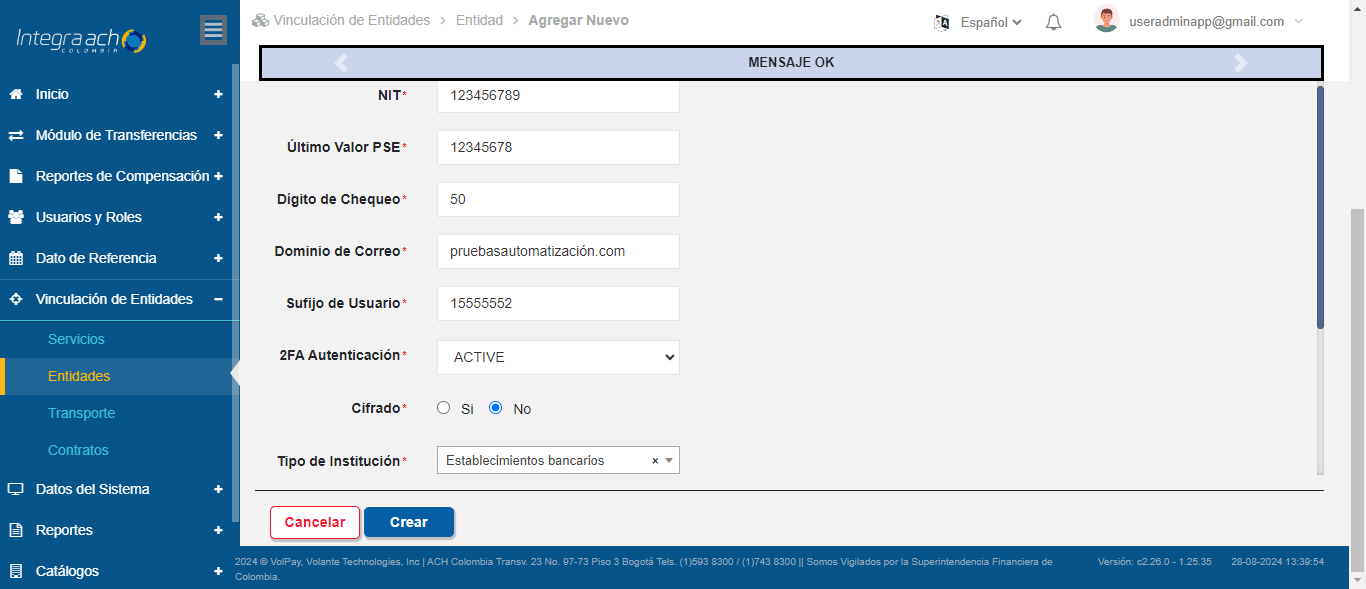 Integra ach
COLOMBIA
Vinculación de Entidades > Entidad > Agregar Nuevo
Español
useradminapp@gmail.com
MENSAJE OK
Inicio +
Módulo de Transferencias +
Reportes de Compensación +
Usuarios y Roles +
Dato de Referencia +
Vinculación de Entidades −
Servicios
Entidades
Transporte
Contratos
Datos del Sistema +
Reportes +
Catálogos +
NIT* 123456789
Último Valor PSE* 12345678
Dígito de Chequeo* 50
Dominio de Correo* pruebasautomatización.com
Sufijo de Usuario* 15555552
2FA Autenticación* ACTIVE
Cifrado* Si No
Tipo de Institución* Establecimientos bancarios ×
Cancelar Crear
2024 © VolPay, Volante Technologies, Inc | ACH Colombia Transv. 23 No. 97-73 Piso 3 Bogotá Tels. (1)593 8300 / (1)743 8300 || Somos Vigilados por la Superintendencia Financiera de
Colombia.
Versión: c2.26.0 - 1.25.35 28-08-2024 13:39:54